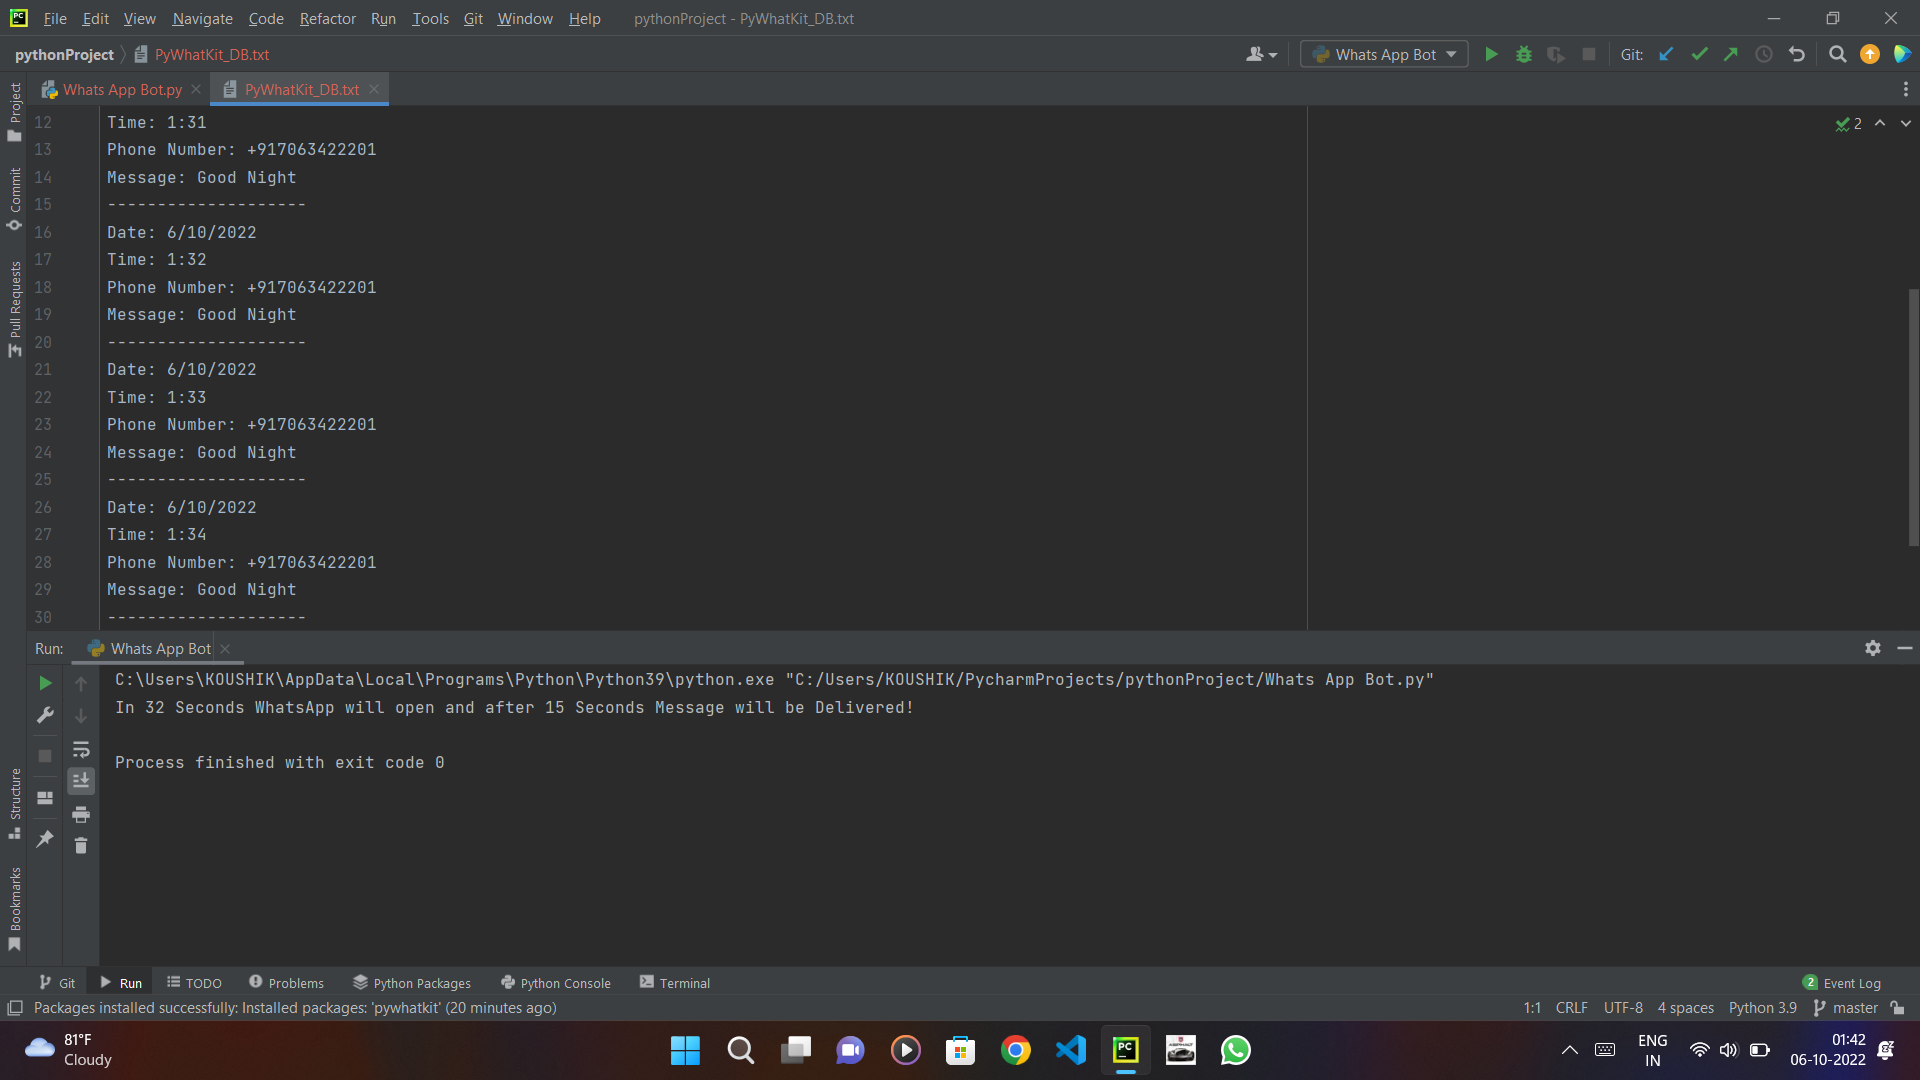 File Edit View Navigate Code Refactor Run Tools Git Window Help pythonProject - PyWhatKit_DB.txt
pythonProject PyWhatKit_DB.txt Whats App Bot Git:
Whats App Bot.py PyWhatKit_DB.txt
Project
Commit
Pull Requests
2
12 Time: 1:31
13 Phone Number: +917063422201
14 Message: Good Night
15 --------------------
16 Date: 6/10/2022
17 Time: 1:32
18 Phone Number: +917063422201
19 Message: Good Night
20 --------------------
21 Date: 6/10/2022
22 Time: 1:33
23 Phone Number: +917063422201
24 Message: Good Night
25 --------------------
26 Date: 6/10/2022
27 Time: 1:34
28 Phone Number: +917063422201
29 Message: Good Night
30 --------------------
Run: Whats App Bot
C:\Users\KOUSHIK\AppData\Local\Programs\Python\Python39\python.exe "C:/Users/KOUSHIK/PycharmProjects/pythonProject/Whats App Bot.py"
In 32 Seconds WhatsApp will open and after 15 Seconds Message will be Delivered!
Process finished with exit code 0
Structure
Bookmarks
Git Run TODO Problems Python Packages Python Console Terminal 2 Event Log
Packages installed successfully: Installed packages: 'pywhatkit' (20 minutes ago) 1:1 CRLF UTF-8 4 spaces Python 3.9 master
81°F
Cloudy
PC
ENG
IN
01:42
06-10-2022